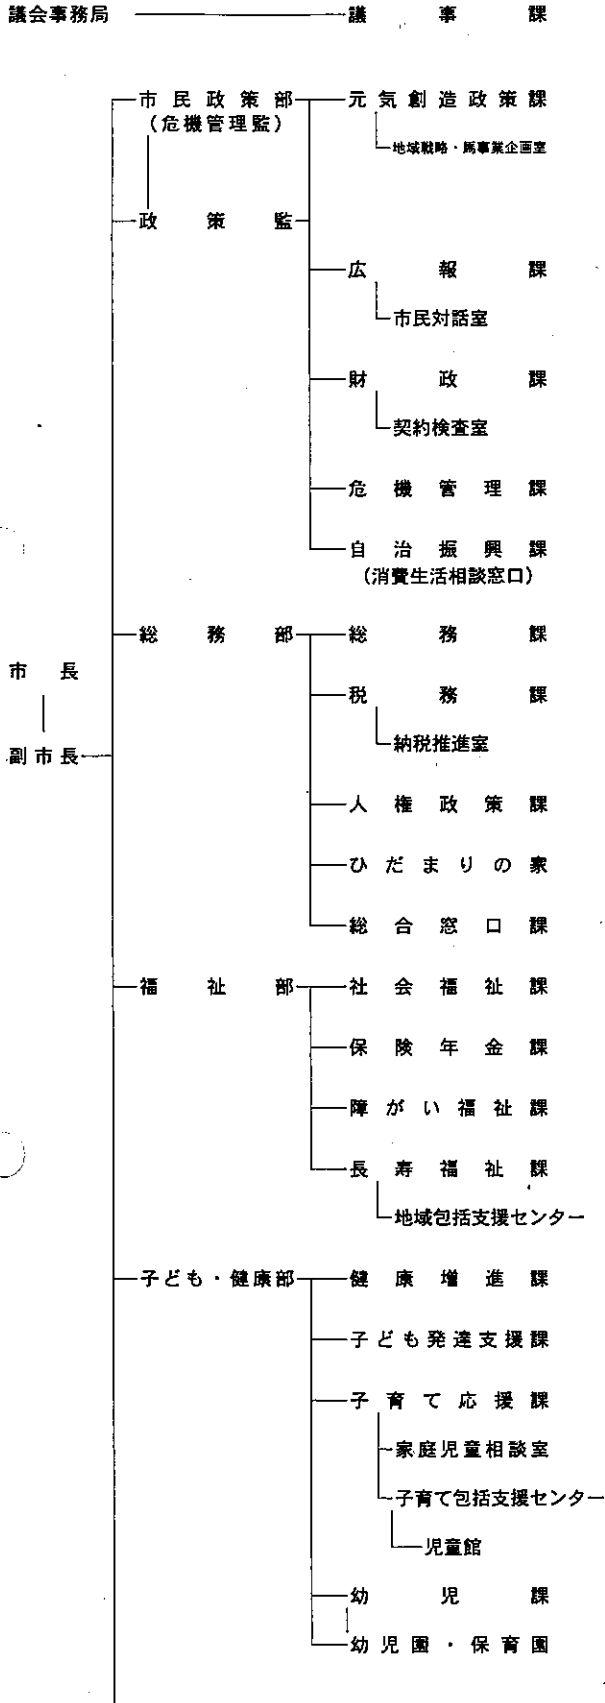 議会事務局 議事課
市民政策部 元気創造政策課
(危機管理監)
地域戦略・馬事業企画室
政策監
広報課
市民対話室
財政課
契約検査室
危機管理課
自治振興課
(消費生活相談窓口)
総務部 総務課
市長
税務課
納税推進室
副市長
人権政策課
ひだまりの家
総合窓口課
福祉部 社会福祉課
保険年金課
障がい福祉課
長寿福祉課
地域包括支援センター
子ども・健康部 健康増進課
子ども発達支援課
子育て応援課
家庭児童相談室
子育て包括支援センター
児童館
幼児課
幼児園・保育園